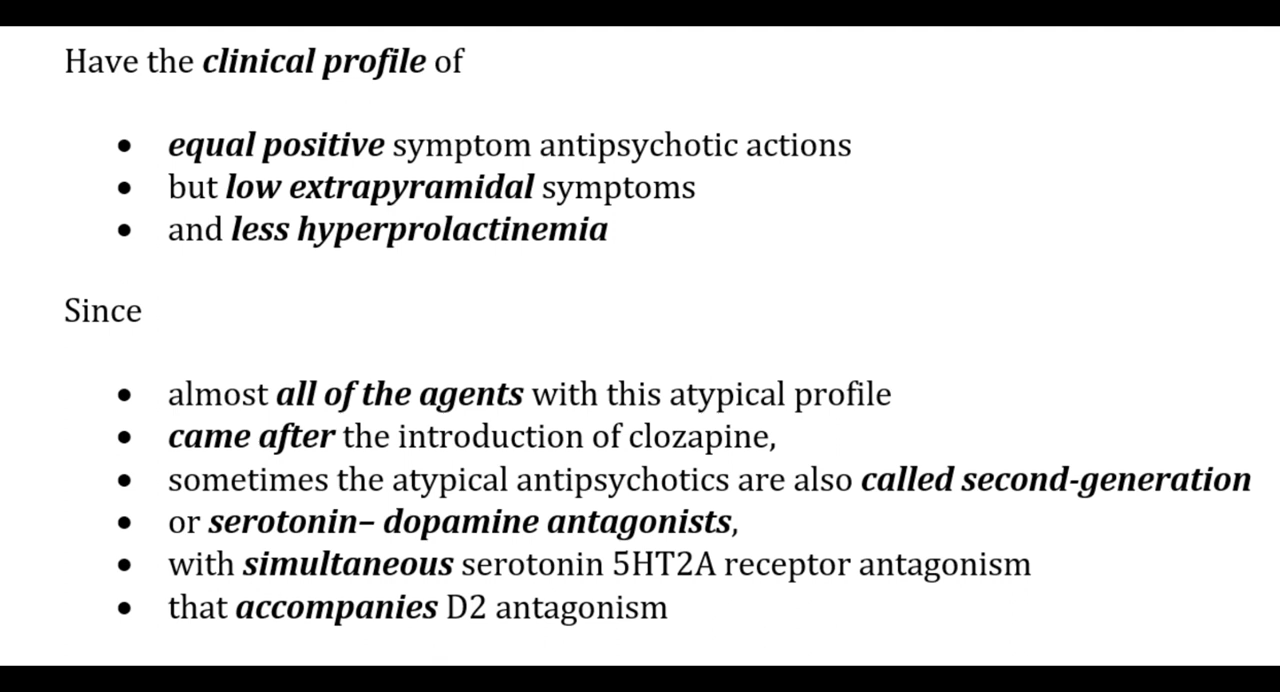 Have the clinical profile of
• equal positive symptom antipsychotic actions
• but low extrapyramidal symptoms
• and less hyperprolactinemia
Since
• almost all of the agents with this atypical profile
• came after the introduction of clozapine,
• sometimes the atypical antipsychotics are also called second-generation
• or serotonin– dopamine antagonists,
• with simultaneous serotonin 5HT2A receptor antagonism
• that accompanies D2 antagonism